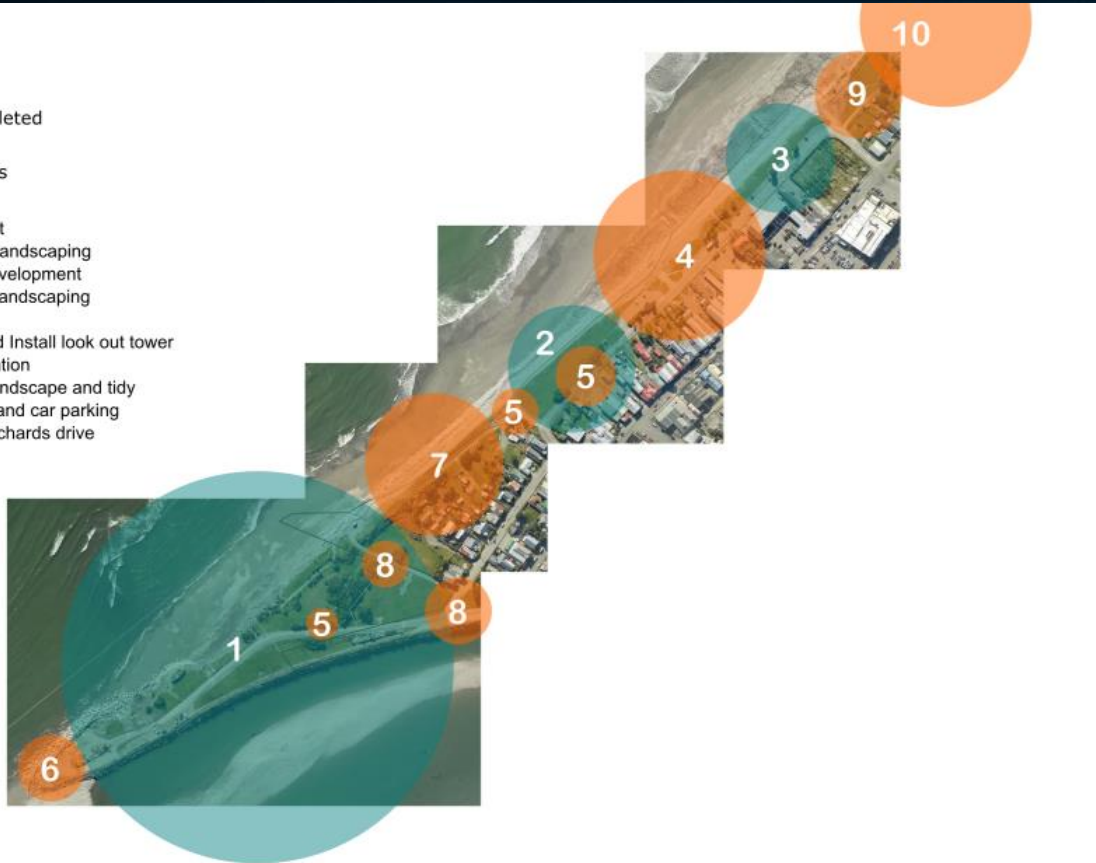 10
9
leted
3
s
t
andscaping
velopment
4
andscaping
d Install look out tower
2
tion
5
ndscape and tidy
and car parking
5
chards drive
7
8
8
5
1
6